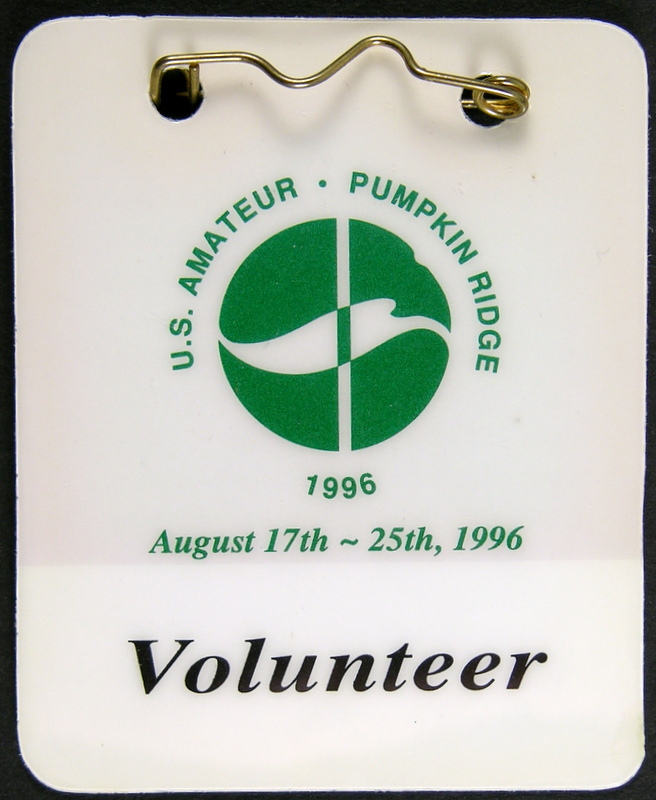 U.S. AMATEUR · PUMPKIN RIDGE
1996
August 17th ~ 25th, 1996
Volunteer